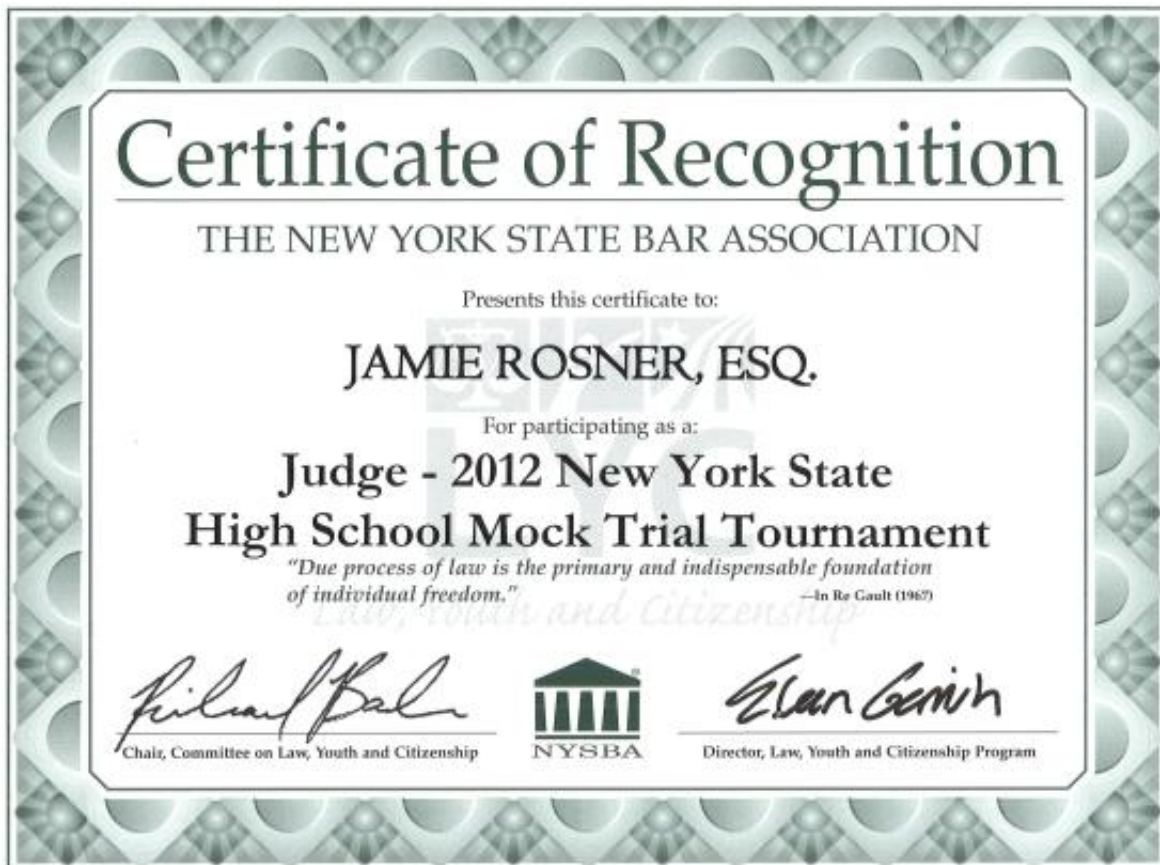 Certificate of Recognition
THE NEW YORK STATE BAR ASSOCIATION
Presents this certificate to:
JAMIE ROSNER, ESQ.
For participating as a:
Judge - 2012 New York State
High School Mock Trial Tournament
"Due process of law is the primary and indispensable foundation
of individual freedom."
—In Re Gault (1967)
LYC
Law, Youth and Citizenship
Chair, Committee on Law, Youth and Citizenship
NYSBA
Director, Law, Youth and Citizenship Program